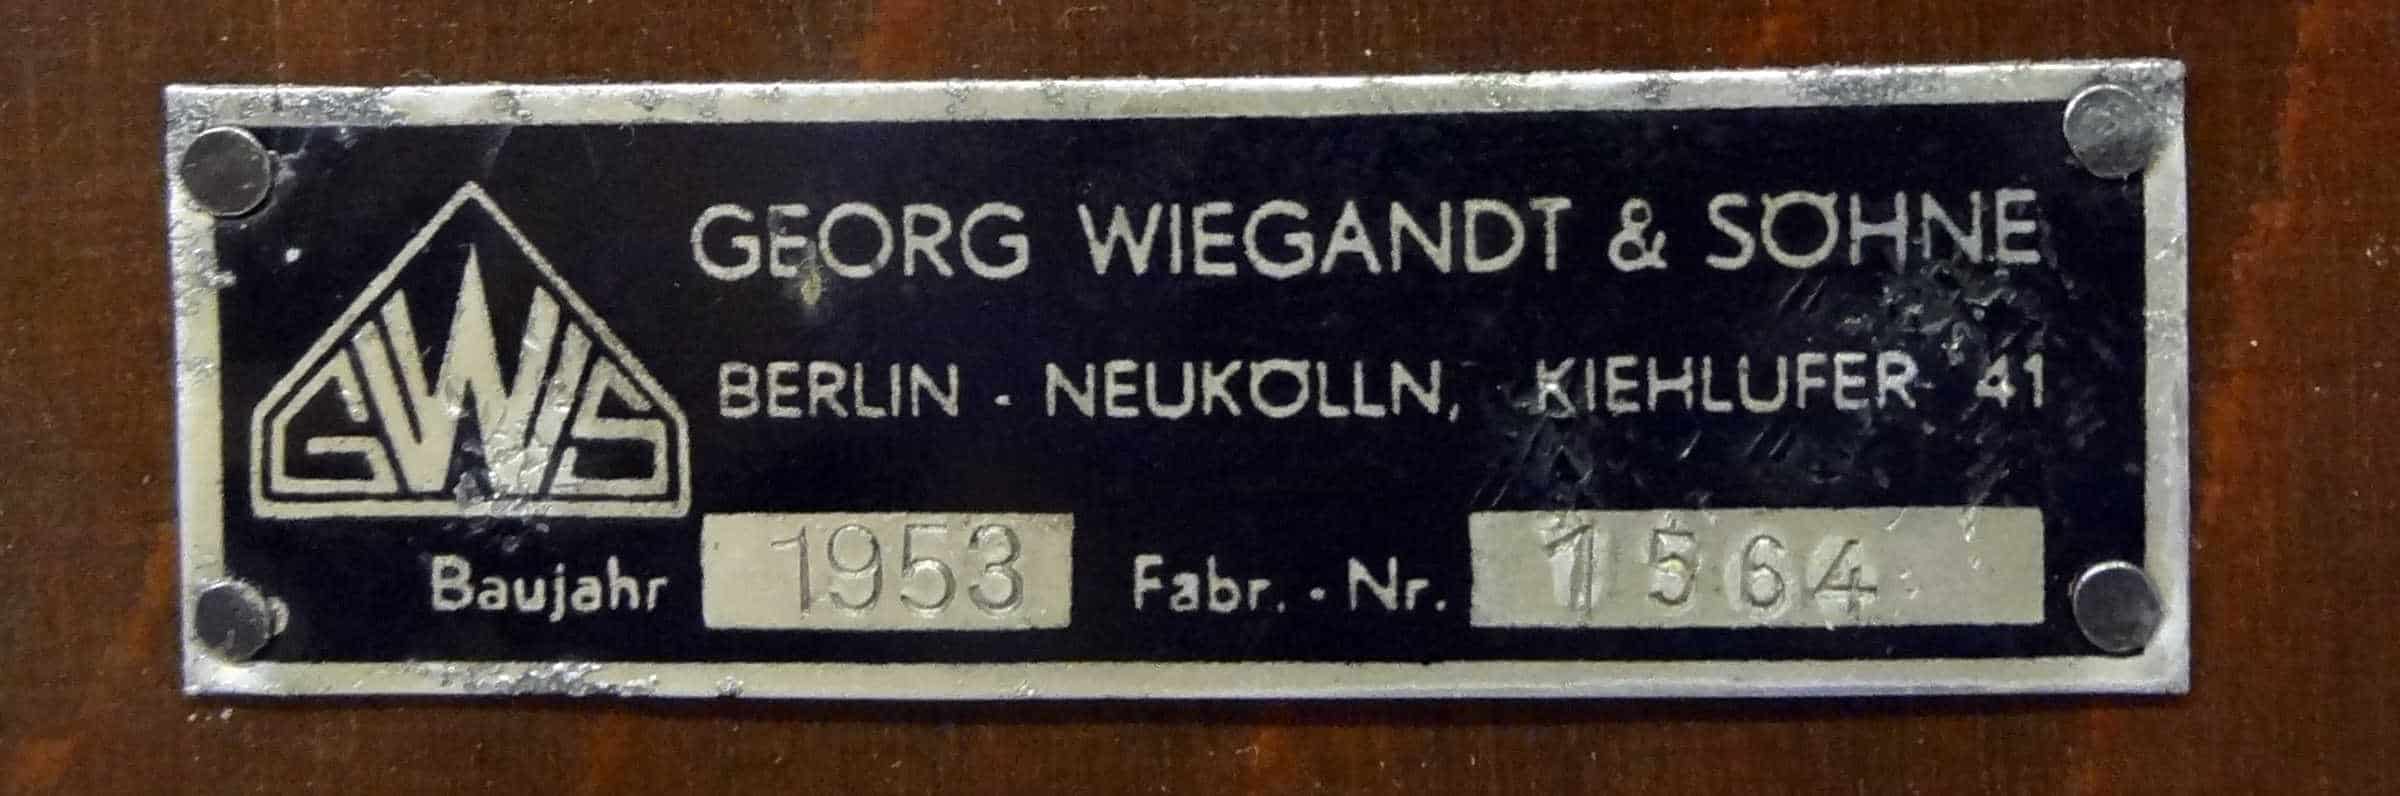 GWS
GEORG WIEGANDT & SÖHNE
BERLIN - NEUKÖLLN, KIEHLUFER 41
Baujahr 1953 Fabr. - Nr. 1564